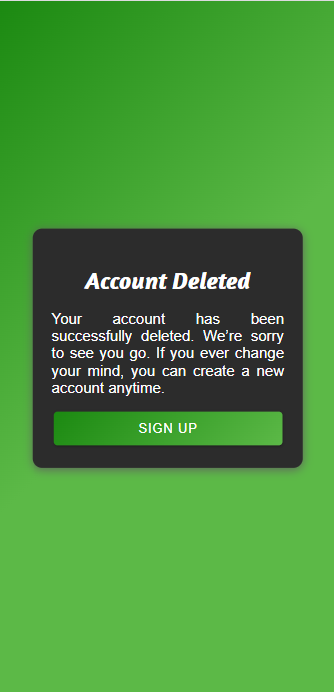 Account Deleted
Your account has been
successfully deleted. We’re sorry
to see you go. If you ever change
your mind, you can create a new
account anytime.
SIGN UP